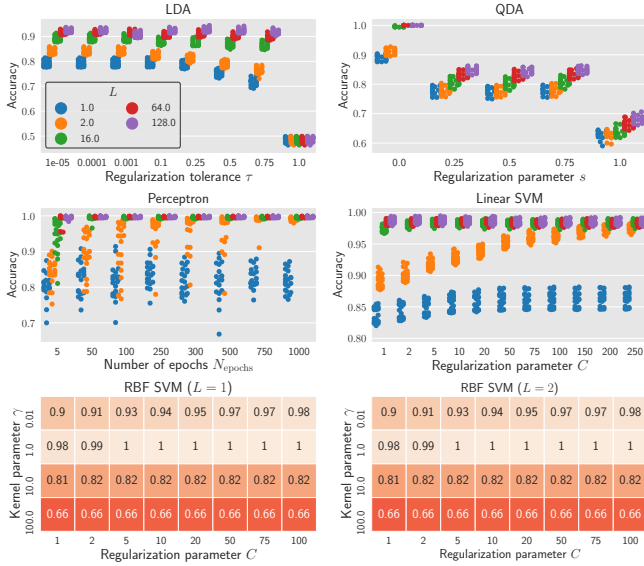 LDA
Accuracy
0.9
0.8
0.7
0.6
0.5
L
1.0
2.0
16.0
64.0
128.0
1e-05 0.0001 0.001 0.1 0.25 0.5 0.75 1.0
Regularization tolerance τ
QDA
Accuracy
1.0
0.9
0.8
0.7
0.6
0.0 0.25 0.5 0.75 1.0
Regularization parameter s
Perceptron
Accuracy
1.0
0.9
0.8
0.7
5 50 100 250 300 500 750 1000
Number of epochs N_epochs
Linear SVM
Accuracy
1.00
0.95
0.90
0.85
0.80
1 2 5 10 20 50 75 100 150 200 250
Regularization parameter C
RBF SVM (L = 1)
Kernel parameter γ
0.01 0.9 0.91 0.93 0.94 0.95 0.97 0.97 0.98
1.0 0.98 0.99 1 1 1 1 1 1
10.0 0.81 0.82 0.82 0.82 0.82 0.82 0.82 0.82
100.0 0.66 0.66 0.66 0.66 0.66 0.66 0.66 0.66
1 2 5 10 20 50 75 100
Regularization parameter C
RBF SVM (L = 2)
Kernel parameter γ
0.01 0.9 0.91 0.93 0.94 0.95 0.97 0.97 0.98
1.0 0.98 0.99 1 1 1 1 1 1
10.0 0.81 0.82 0.82 0.82 0.82 0.82 0.82 0.82
100.0 0.66 0.66 0.66 0.66 0.66 0.66 0.66 0.66
1 2 5 10 20 50 75 100
Regularization parameter C